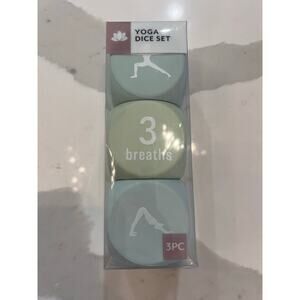 YOGA
DICE SET
3
breaths
3PC